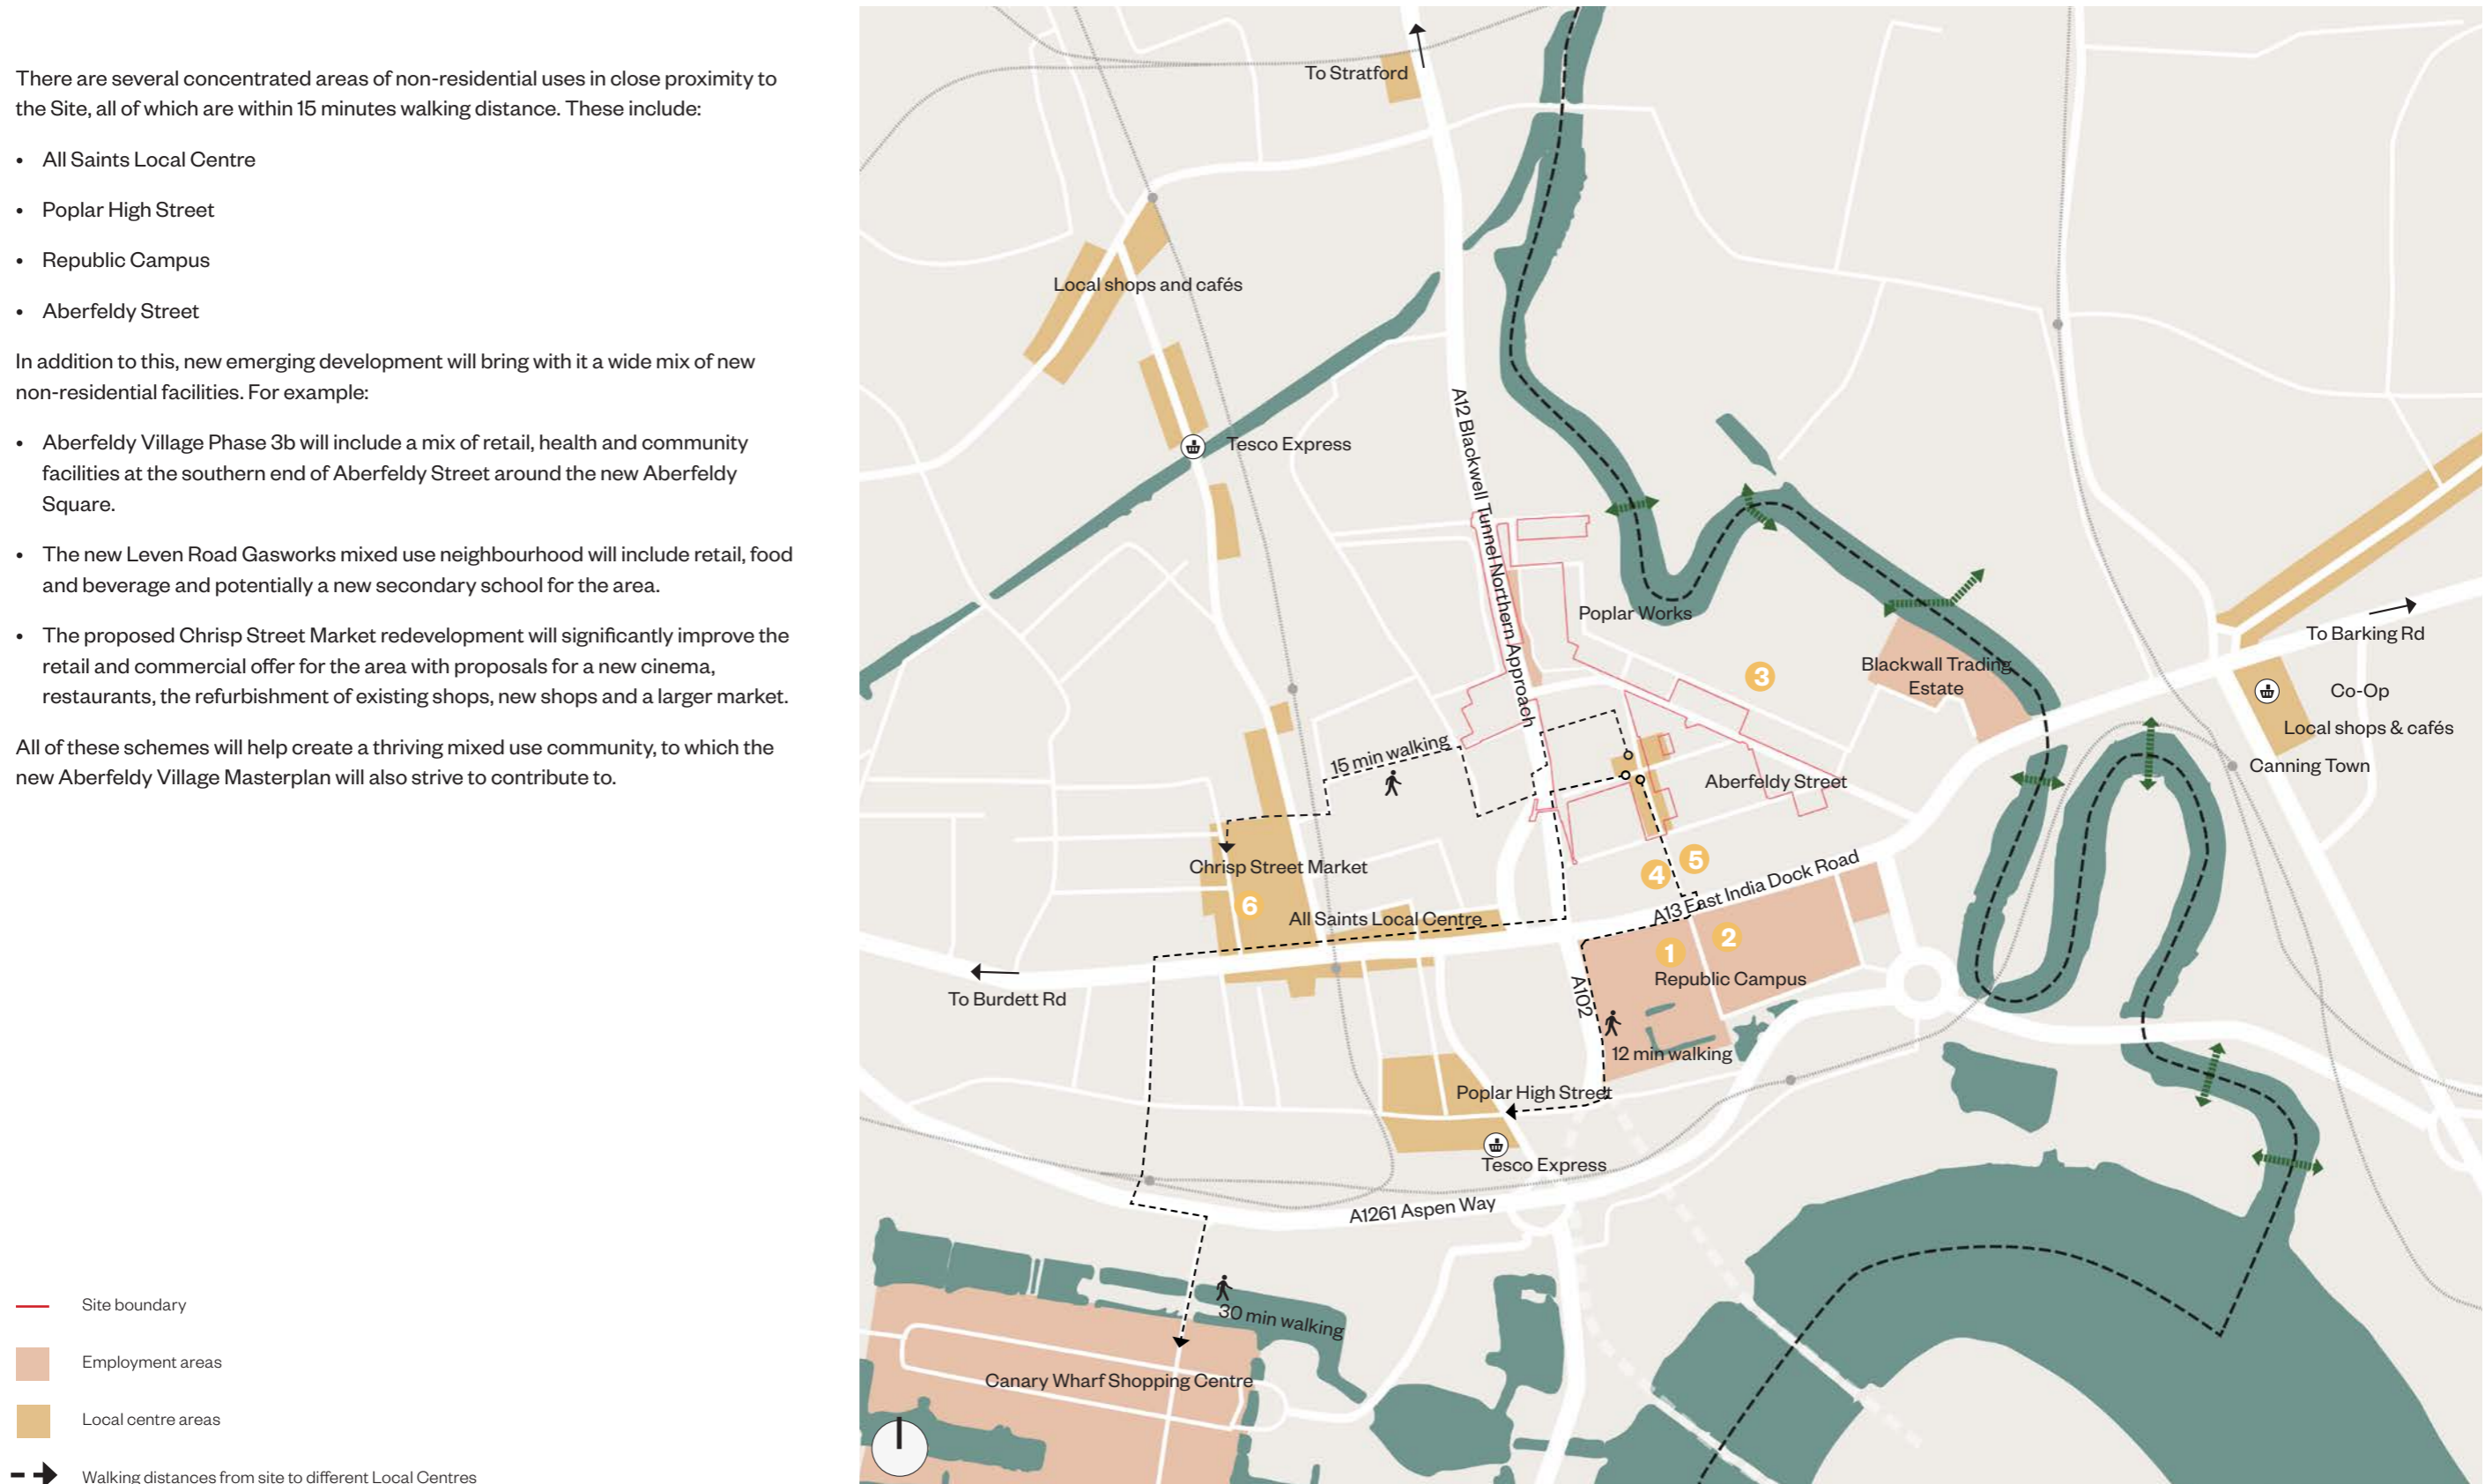 There are several concentrated areas of non-residential uses in close proximity to
the Site, all of which are within 15 minutes walking distance. These include:
• All Saints Local Centre
• Poplar High Street
• Republic Campus
• Aberfeldy Street
In addition to this, new emerging development will bring with it a wide mix of new
non-residential facilities. For example:
• Aberfeldy Village Phase 3b will include a mix of retail, health and community
facilities at the southern end of Aberfeldy Street around the new Aberfeldy
Square.
• The new Leven Road Gasworks mixed use neighbourhood will include retail, food
and beverage and potentially a new secondary school for the area.
• The proposed Chrisp Street Market redevelopment will significantly improve the
retail and commercial offer for the area with proposals for a new cinema,
restaurants, the refurbishment of existing shops, new shops and a larger market.
All of these schemes will help create a thriving mixed use community, to which the
new Aberfeldy Village Masterplan will also strive to contribute to.
Site boundary
Employment areas
Local centre areas
Walking distances from site to different Local Centres
To Stratford
Local shops and cafés
Tesco Express
A12 Blackwell Tunnel Northern Approach
Poplar Works
3
Blackwall Trading
Estate
To Barking Rd
Co-Op
Local shops & cafés
Canning Town
15 min walking
Aberfeldy Street
Chrisp Street Market
6
All Saints Local Centre
4
5
A13 East India Dock Road
1
2
Republic Campus
To Burdett Rd
A102
12 min walking
Poplar High Street
Tesco Express
A1261 Aspen Way
30 min walking
Canary Wharf Shopping Centre